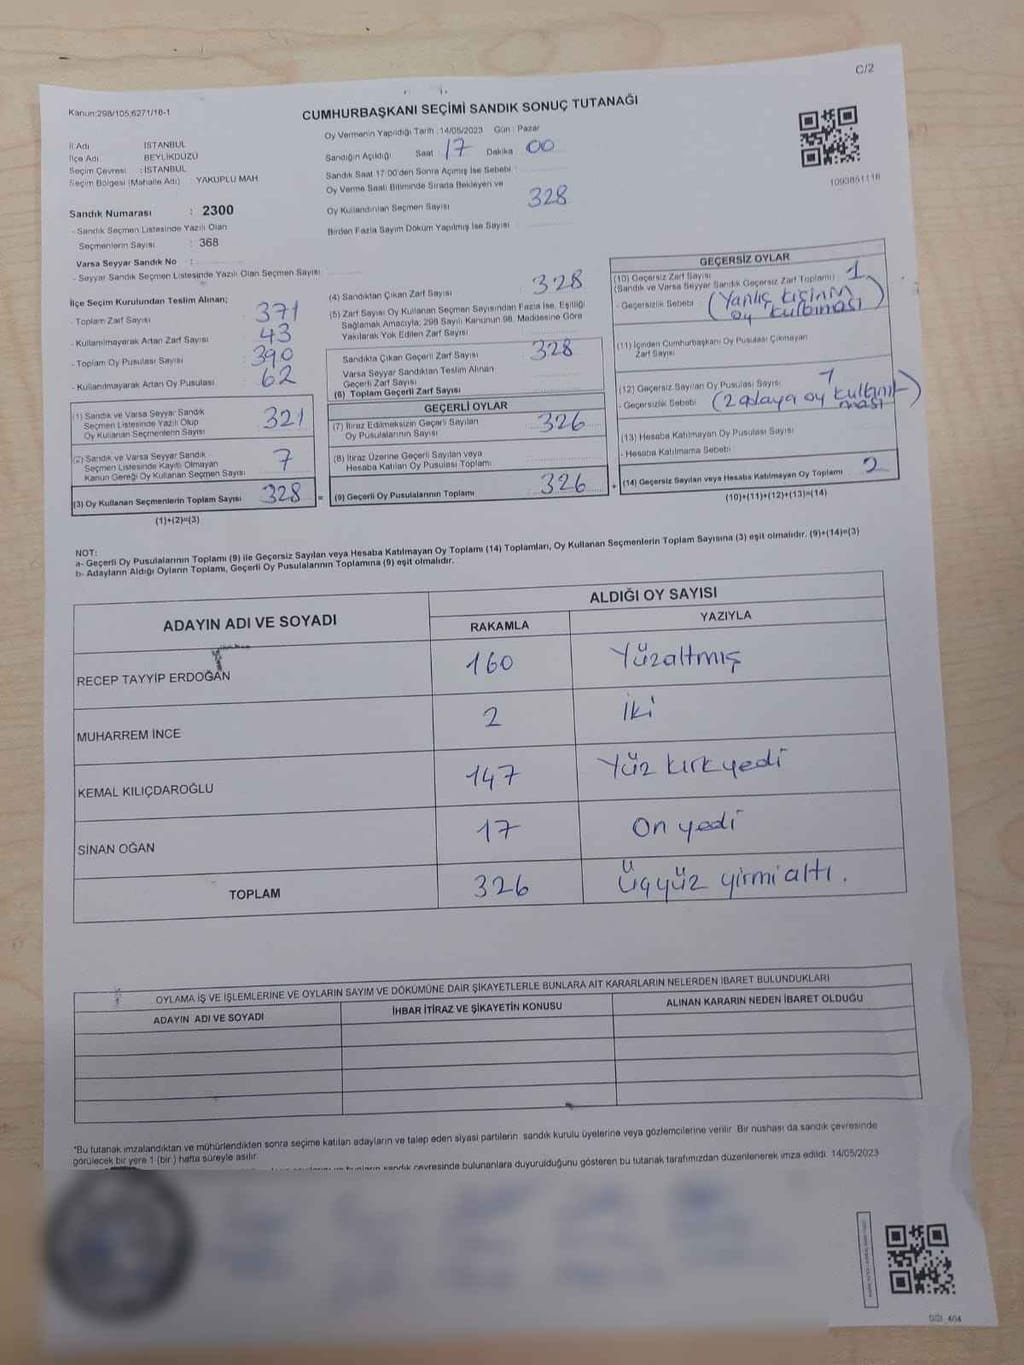 C/2
Kanun:298/105;6271/18-1
CUMHURBAŞKANI SEÇİMİ SANDIK SONUÇ TUTANAĞI
Oy Vermenin Yapıldığı Tarih :14/05/2023 Gün : Pazar
İl Adı : İSTANBUL
İlçe Adı : BEYLİKDÜZÜ
Seçim Çevresi : İSTANBUL
Seçim Bölgesi (Mahalle Adı) : YAKUPLU MAH
Sandığın Açıldığı Saat : 17 Dakika : 00
Sandık Saat 17:00'den Sonra Açılmış İse Sebebi :
Oy Verme Saati Bitiminde Sırada Bekleyen ve
Oy Kullandırılan Seçmen Sayısı : 328
Birden Fazla Sayım Döküm Yapılmış İse Sayısı :
1093851118
Sandık Numarası : 2300
- Sandık Seçmen Listesinde Yazılı Olan
Seçmenlerin Sayısı : 368
Varsa Seyyar Sandık No :
- Seyyar Sandık Seçmen Listesinde Yazılı Olan Seçmen Sayısı :
İlçe Seçim Kurulundan Teslim Alınan;
- Toplam Zarf Sayısı : 371
- Kullanılmayarak Artan Zarf Sayısı : 43
- Toplam Oy Pusulası Sayısı : 390
- Kullanılmayarak Artan Oy Pusulası : 62
(1) Sandık ve Varsa Seyyar Sandık
Seçmen Listesinde Yazılı Olup
Oy Kullanan Seçmenlerin Sayısı 321
(2) Sandık ve Varsa Seyyar Sandık
Seçmen Listesinde Kayıtlı Olmayan
Kanun Gereği Oy Kullanan Seçmen Sayısı 7
(3) Oy Kullanan Seçmenlerin Toplam Sayısı 328 =
(1)+(2)=(3)
(4) Sandıktan Çıkan Zarf Sayısı : 328
(5) Zarf Sayısı Oy Kullanan Seçmen Sayısından Fazla İse, Eşitliği
Sağlamak Amacıyla, 298 Sayılı Kanunun 98. Maddesine Göre
Yakılarak Yok Edilen Zarf Sayısı :
Sandıkta Çıkan Geçerli Zarf Sayısı : 328
Varsa Seyyar Sandıktan Teslim Alınan
Geçerli Zarf Sayısı
(6) Toplam Geçerli Zarf Sayısı
GEÇERLİ OYLAR
(7) İtiraz Edilmeksizin Geçerli Sayılan
Oy Pusulalarının Sayısı : 326
(8) İtiraz Üzerine Geçerli Sayılan veya
Hesaba Katılan Oy Pusulası Toplamı :
(9) Geçerli Oy Pusulalarının Toplamı : 326 +
GEÇERSİZ OYLAR
(10) Geçersiz Zarf Sayısı
(Sandık ve Varsa Seyyar Sandık Geçersiz Zarf Toplamı) : 1
- Geçersizlik Sebebi : (Yanlış kişinin
oy kullanması)
(11) İçinden Cumhurbaşkanı Oy Pusulası Çıkmayan
Zarf Sayısı
(12) Geçersiz Sayılan Oy Pusulası Sayısı : 1
- Geçersizlik Sebebi : (2 adaya oy kullanıl-
ması)
(13) Hesaba Katılmayan Oy Pusulası Sayısı
- Hesaba Katılmama Sebebi :
(14) Geçersiz Sayılan veya Hesaba Katılmayan Oy Toplamı : 2
(10)+(11)+(12)+(13)=(14)
NOT:
a- Geçerli Oy Pusulalarının Toplamı (9) ile Geçersiz Sayılan veya Hesaba Katılmayan Oy Toplamı (14) Toplamları, Oy Kullanan Seçmenlerin Toplam Sayısına (3) eşit olmalıdır. (9)+(14)=(3)
b- Adayların Aldığı Oyların Toplamı, Geçerli Oy Pusulalarının Toplamına (9) eşit olmalıdır.
ADAYIN ADI VE SOYADI
ALDIĞI OY SAYISI
RAKAMLA YAZIYLA
RECEP TAYYİP ERDOĞAN 160 Yüzaltmış
MUHARREM İNCE 2 İki
KEMAL KILIÇDAROĞLU 147 Yüz kırkyedi
SİNAN OĞAN 17 On yedi
TOPLAM 326 Üçyüz yirmialtı.
OYLAMA İŞ VE İŞLEMLERİNE VE OYLARIN SAYIM VE DÖKÜMÜNE DAİR ŞİKAYETLERLE BUNLARA AİT KARARLARIN NELERDEN İBARET BULUNDUKLARI
ADAYIN ADI VE SOYADI İHBAR İTİRAZ VE ŞİKAYETİN KONUSU ALINAN KARARIN NEDEN İBARET OLDUĞU
*Bu tutanak imzalandıktan ve mühürlendikten sonra seçime katılan adayların ve talep eden siyasi partilerin sandık kurulu üyelerine veya gözlemcilerine verilir. Bir nüshası da sandık çevresinde
görülecek bir yere 1 (bir) hafta süreyle asılır.
sandık çevresinde bulunanlara duyurulduğunu gösteren bu tutanak tarafımızdan düzenlenerek imza edildi. 14/05/2023